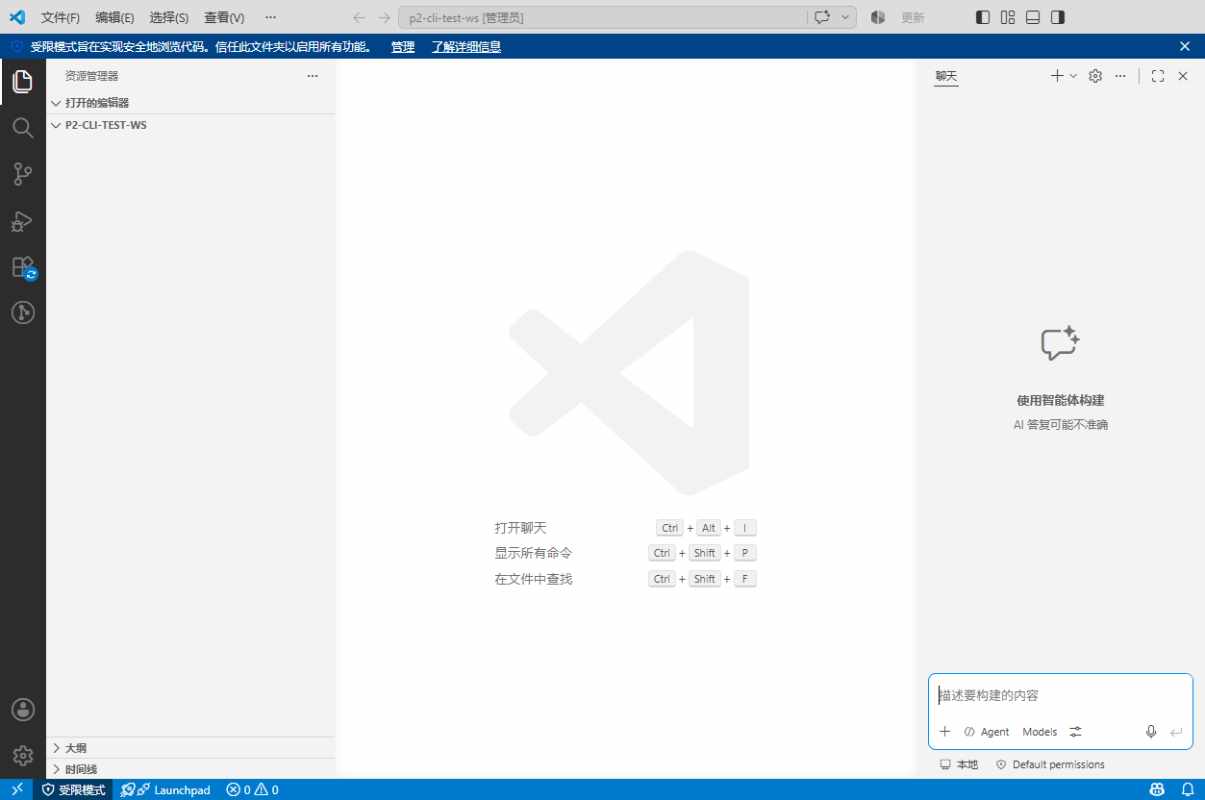 文件(F) 编辑(E) 选择(S) 查看(V) ··· p2-cli-test-ws [管理员] 更新
受限模式旨在实现安全地浏览代码。信任此文件夹以启用所有功能。 管理 了解详细信息
资源管理器
打开的编辑器
P2-CLI-TEST-WS
大纲
时间线
打开聊天 Ctrl + Alt + I
显示所有命令 Ctrl + Shift + P
在文件中查找 Ctrl + Shift + F
聊天
使用智能体构建
AI 答复可能不准确
描述要构建的内容
Agent Models
本地 Default permissions
受限模式 Launchpad 0 0